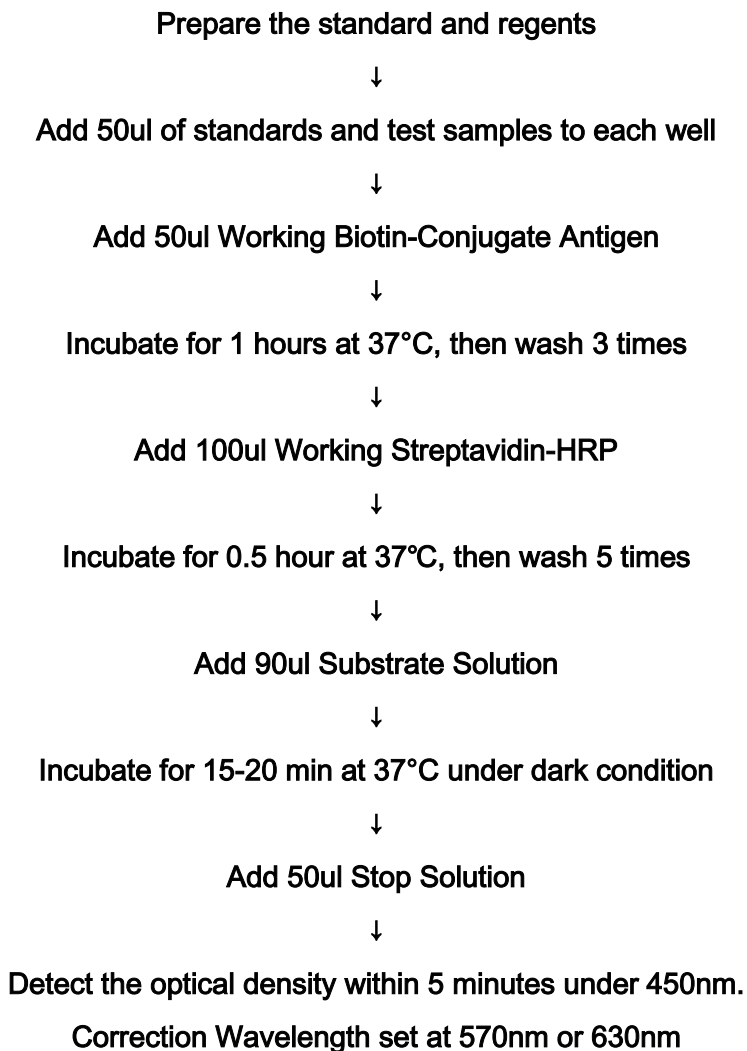 Prepare the standard and regents
↓
Add 50ul of standards and test samples to each well
↓
Add 50ul Working Biotin-Conjugate Antigen
↓
Incubate for 1 hours at 37°C, then wash 3 times
↓
Add 100ul Working Streptavidin-HRP
↓
Incubate for 0.5 hour at 37℃, then wash 5 times
↓
Add 90ul Substrate Solution
↓
Incubate for 15-20 min at 37°C under dark condition
↓
Add 50ul Stop Solution
↓
Detect the optical density within 5 minutes under 450nm.
Correction Wavelength set at 570nm or 630nm